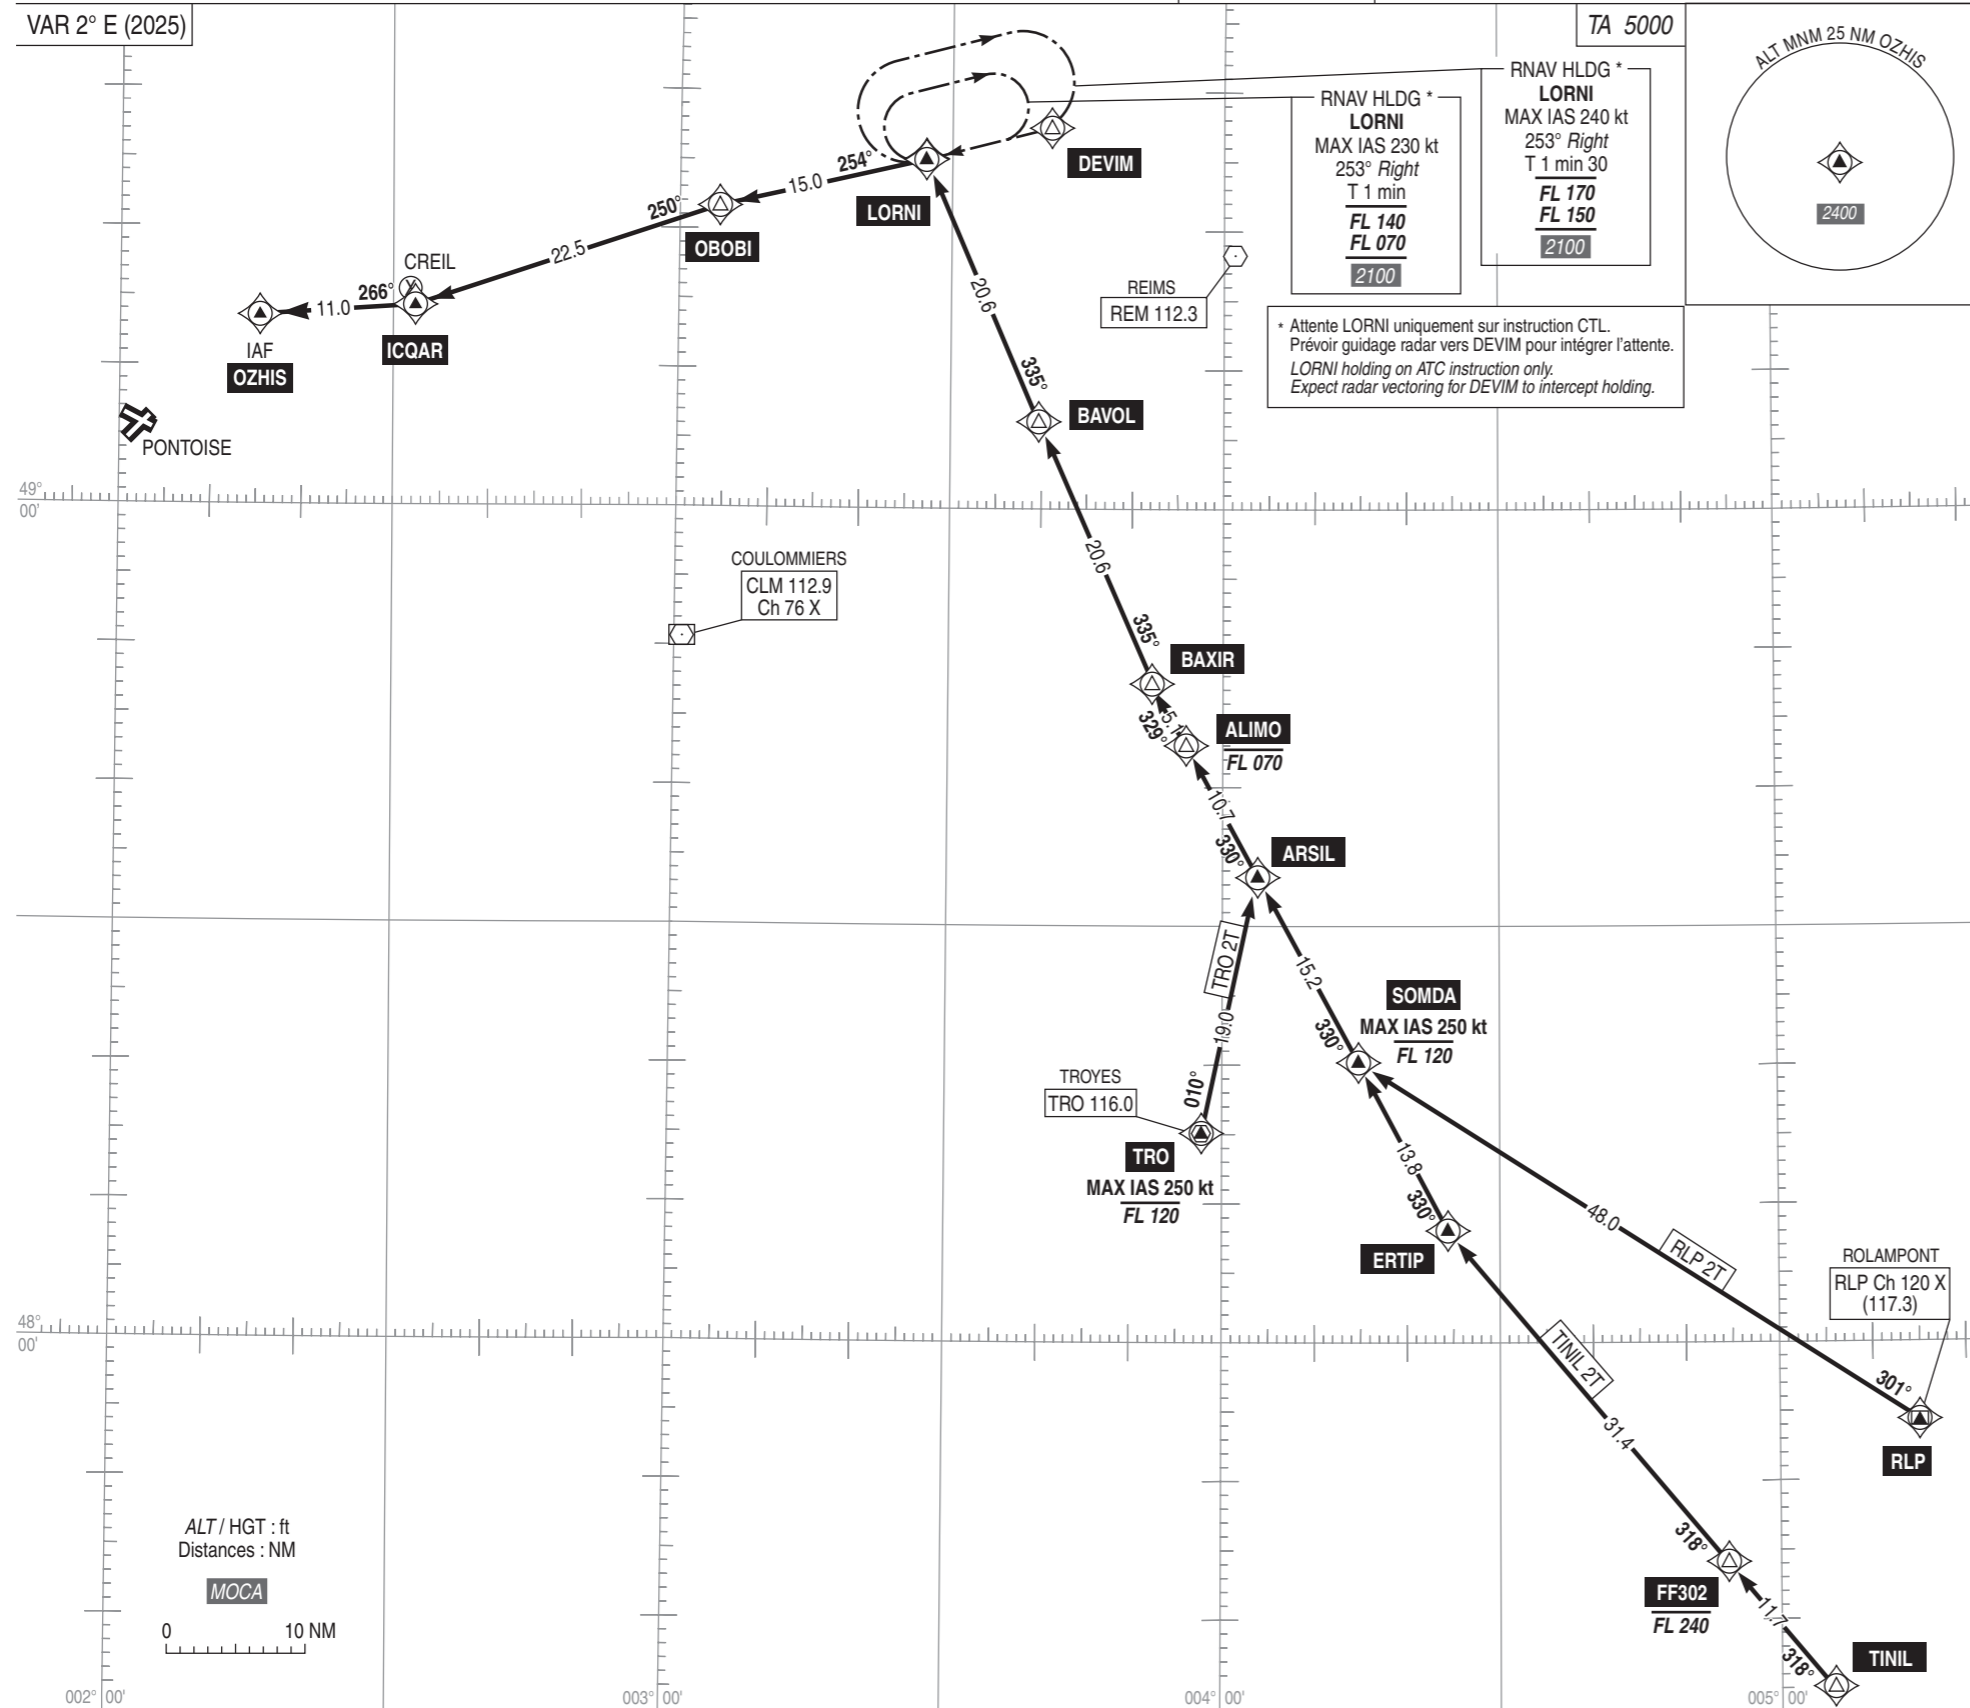 VAR 2° E (2025)
TA 5000
ALT MNM 25 NM OZHIS
2400
RNAV HLDG *
LORNI
MAX IAS 240 kt
253° Right
T 1 min 30
FL 170
FL 150
2100
RNAV HLDG *
LORNI
MAX IAS 230 kt
253° Right
T 1 min
FL 140
FL 070
2100
* Attente LORNI uniquement sur instruction CTL.
Prévoir guidage radar vers DEVIM pour intégrer l'attente.
LORNI holding on ATC instruction only.
Expect radar vectoring for DEVIM to intercept holding.
DEVIM
254°
15.0
LORNI
250°
OBOBI
22.5
CREIL
266°
11.0
ICQAR
IAF
OZHIS
PONTOISE
REIMS
REM 112.3
20.6
335°
BAVOL
49°
00'
COULOMMIERS
CLM 112.9
Ch 76 X
20.6
335°
BAXIR
5.1
329°
ALIMO
FL 070
10.7
330°
ARSIL
TRO 2T
19.0
010°
15.2
330°
SOMDA
MAX IAS 250 kt
FL 120
TROYES
TRO 116.0
TRO
MAX IAS 250 kt
FL 120
13.8
330°
ERTIP
48.0
RLP 2T
ROLAMPONT
RLP Ch 120 X
(117.3)
301°
RLP
48°
00'
TINIL 2T
31.4
318°
FF302
FL 240
11.7
318°
TINIL
ALT / HGT : ft
Distances : NM
MOCA
0 10 NM
002° 00'
003° 00'
004° 00'
005° 00'